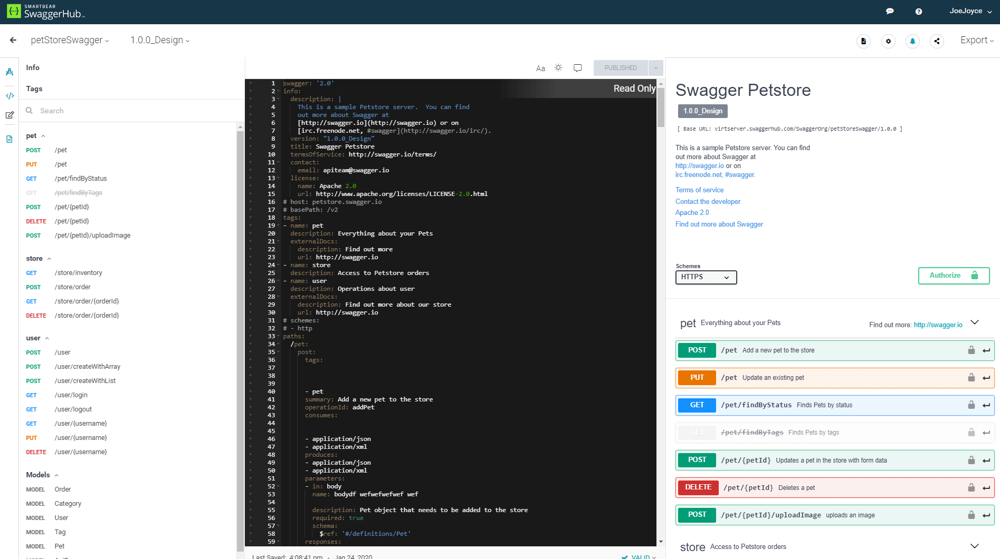 SMARTBEAR
SwaggerHub
JoeJoyce
petStoreSwagger
1.0.0_Design
Export
Info
Tags
Search
pet
POST /pet
PUT /pet
GET /pet/findByStatus
GET /pet/findByTags
POST /pet/{petId}
DELETE /pet/{petId}
POST /pet/{petId}/uploadImage
store
GET /store/inventory
POST /store/order
GET /store/order/{orderId}
DELETE /store/order/{orderId}
user
POST /user
POST /user/createWithArray
POST /user/createWithList
GET /user/login
GET /user/logout
GET /user/{username}
PUT /user/{username}
DELETE /user/{username}
Models
MODEL Order
MODEL Category
MODEL User
MODEL Tag
MODEL Pet
Aa
PUBLISHED
Read Only
1 swagger: '2.0'
2 info:
3 description: |
4 This is a sample Petstore server.  You can find
5 out more about Swagger at
6 [http://swagger.io](http://swagger.io) or on
7 [irc.freenode.net, #swagger](http://swagger.io/irc/).
8 version: "1.0.0_Design"
9 title: Swagger Petstore
10 termsOfService: http://swagger.io/terms/
11 contact:
12 email: apiteam@swagger.io
13 license:
14 name: Apache 2.0
15 url: http://www.apache.org/licenses/LICENSE-2.0.html
16 # host: petstore.swagger.io
17 # basePath: /v2
18 tags:
19 - name: pet
20 description: Everything about your Pets
21 externalDocs:
22 description: Find out more
23 url: http://swagger.io
24 - name: store
25 description: Access to Petstore orders
26 - name: user
27 description: Operations about user
28 externalDocs:
29 description: Find out more about our store
30 url: http://swagger.io
31 # schemes:
32 # - http
33 paths:
34 /pet:
35 post:
36 tags:
37
38
39
40 - pet
41 summary: Add a new pet to the store
42 operationId: addPet
43 consumes:
44
45
46 - application/json
47 - application/xml
48 produces:
49 - application/json
50 - application/xml
51 parameters:
52 - in: body
53 name: bodydf wefwefwefwef wef
54
55 description: Pet object that needs to be added to the store
56 required: true
57 schema:
58 $ref: '#/definitions/Pet'
59 responses:
Last Saved: 4:08:41 pm - Jan 24, 2020
VALID
Swagger Petstore
1.0.0_Design
[ Base URL: virtserver.swaggerhub.com/SwaggerOrg/petStoreSwagger/1.0.0 ]
This is a sample Petstore server. You can find
out more about Swagger at
http://swagger.io or on
irc.freenode.net, #swagger.
Terms of service
Contact the developer
Apache 2.0
Find out more about Swagger
Schemes
HTTPS
Authorize
pet Everything about your Pets
Find out more: http://swagger.io
POST /pet Add a new pet to the store
PUT /pet Update an existing pet
GET /pet/findByStatus Finds Pets by status
GET /pet/findByTags Finds Pets by tags
POST /pet/{petId} Updates a pet in the store with form data
DELETE /pet/{petId} Deletes a pet
POST /pet/{petId}/uploadImage uploads an image
store Access to Petstore orders